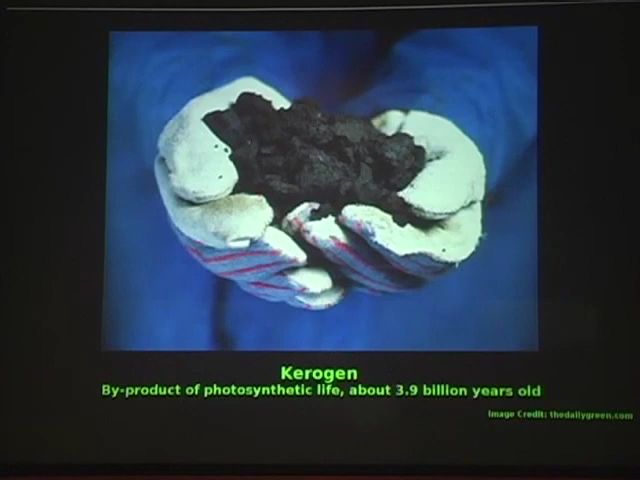 Kerogen
By-product of photosynthetic life, about 3.9 billion years old
Image Credit: thedailygreen.com